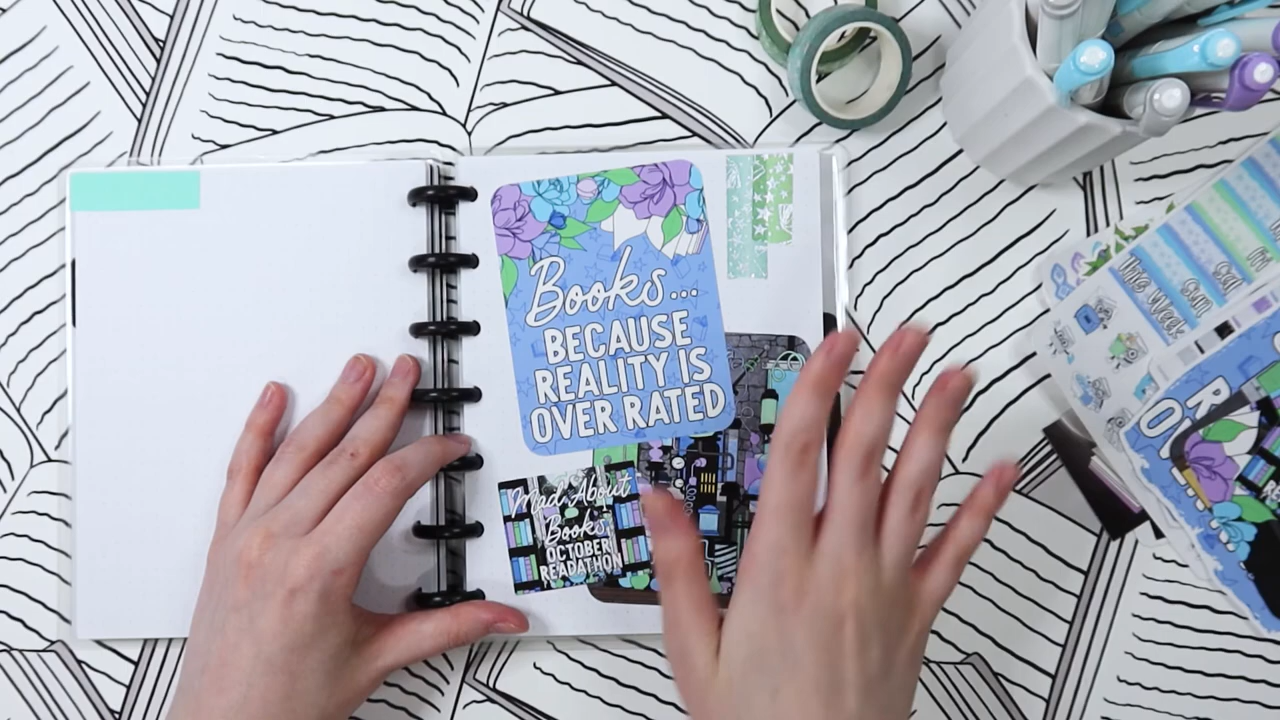 Books...
BECAUSE
REALITY IS
OVER RATED
Mad About
Books
OCTOBER
READATHON
This Week
Sun
Sat